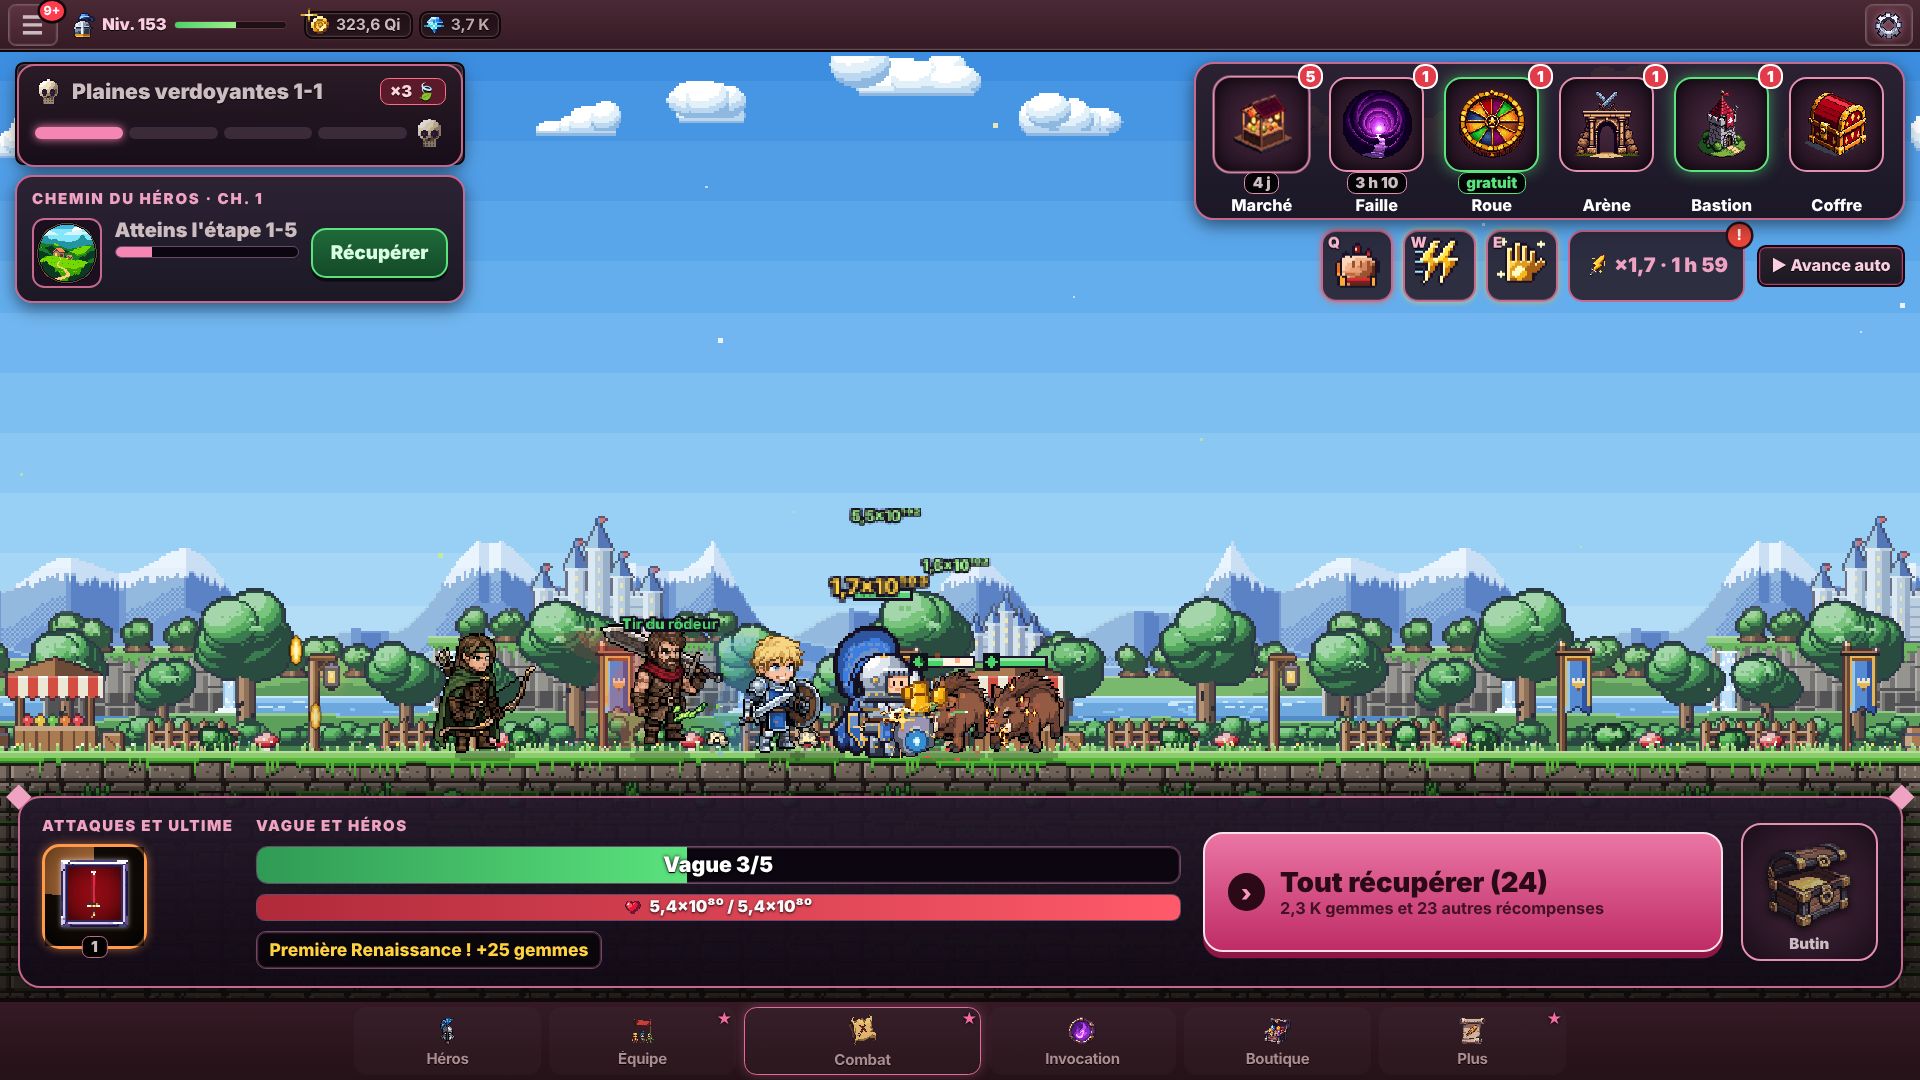 9+
Niv. 153
323,6 Qi
3,7 K
Plaines verdoyantes 1-1
×3
CHEMIN DU HÉROS · CH. 1
Atteins l'étape 1-5
Récupérer
5
1
1
1
1
4 j
3 h 10
gratuit
Marché
Faille
Roue
Arène
Bastion
Coffre
Q
W
E
×1,7 · 1 h 59
!
Avance auto
Tir du rôdeur
ATTAQUES ET ULTIME
1
VAGUE ET HÉROS
Vague 3/5
5,4×10⁸⁰ / 5,4×10⁸⁰
Première Renaissance ! +25 gemmes
Tout récupérer (24)
2,3 K gemmes et 23 autres récompenses
Butin
Héros
Équipe
Combat
Invocation
Boutique
Plus